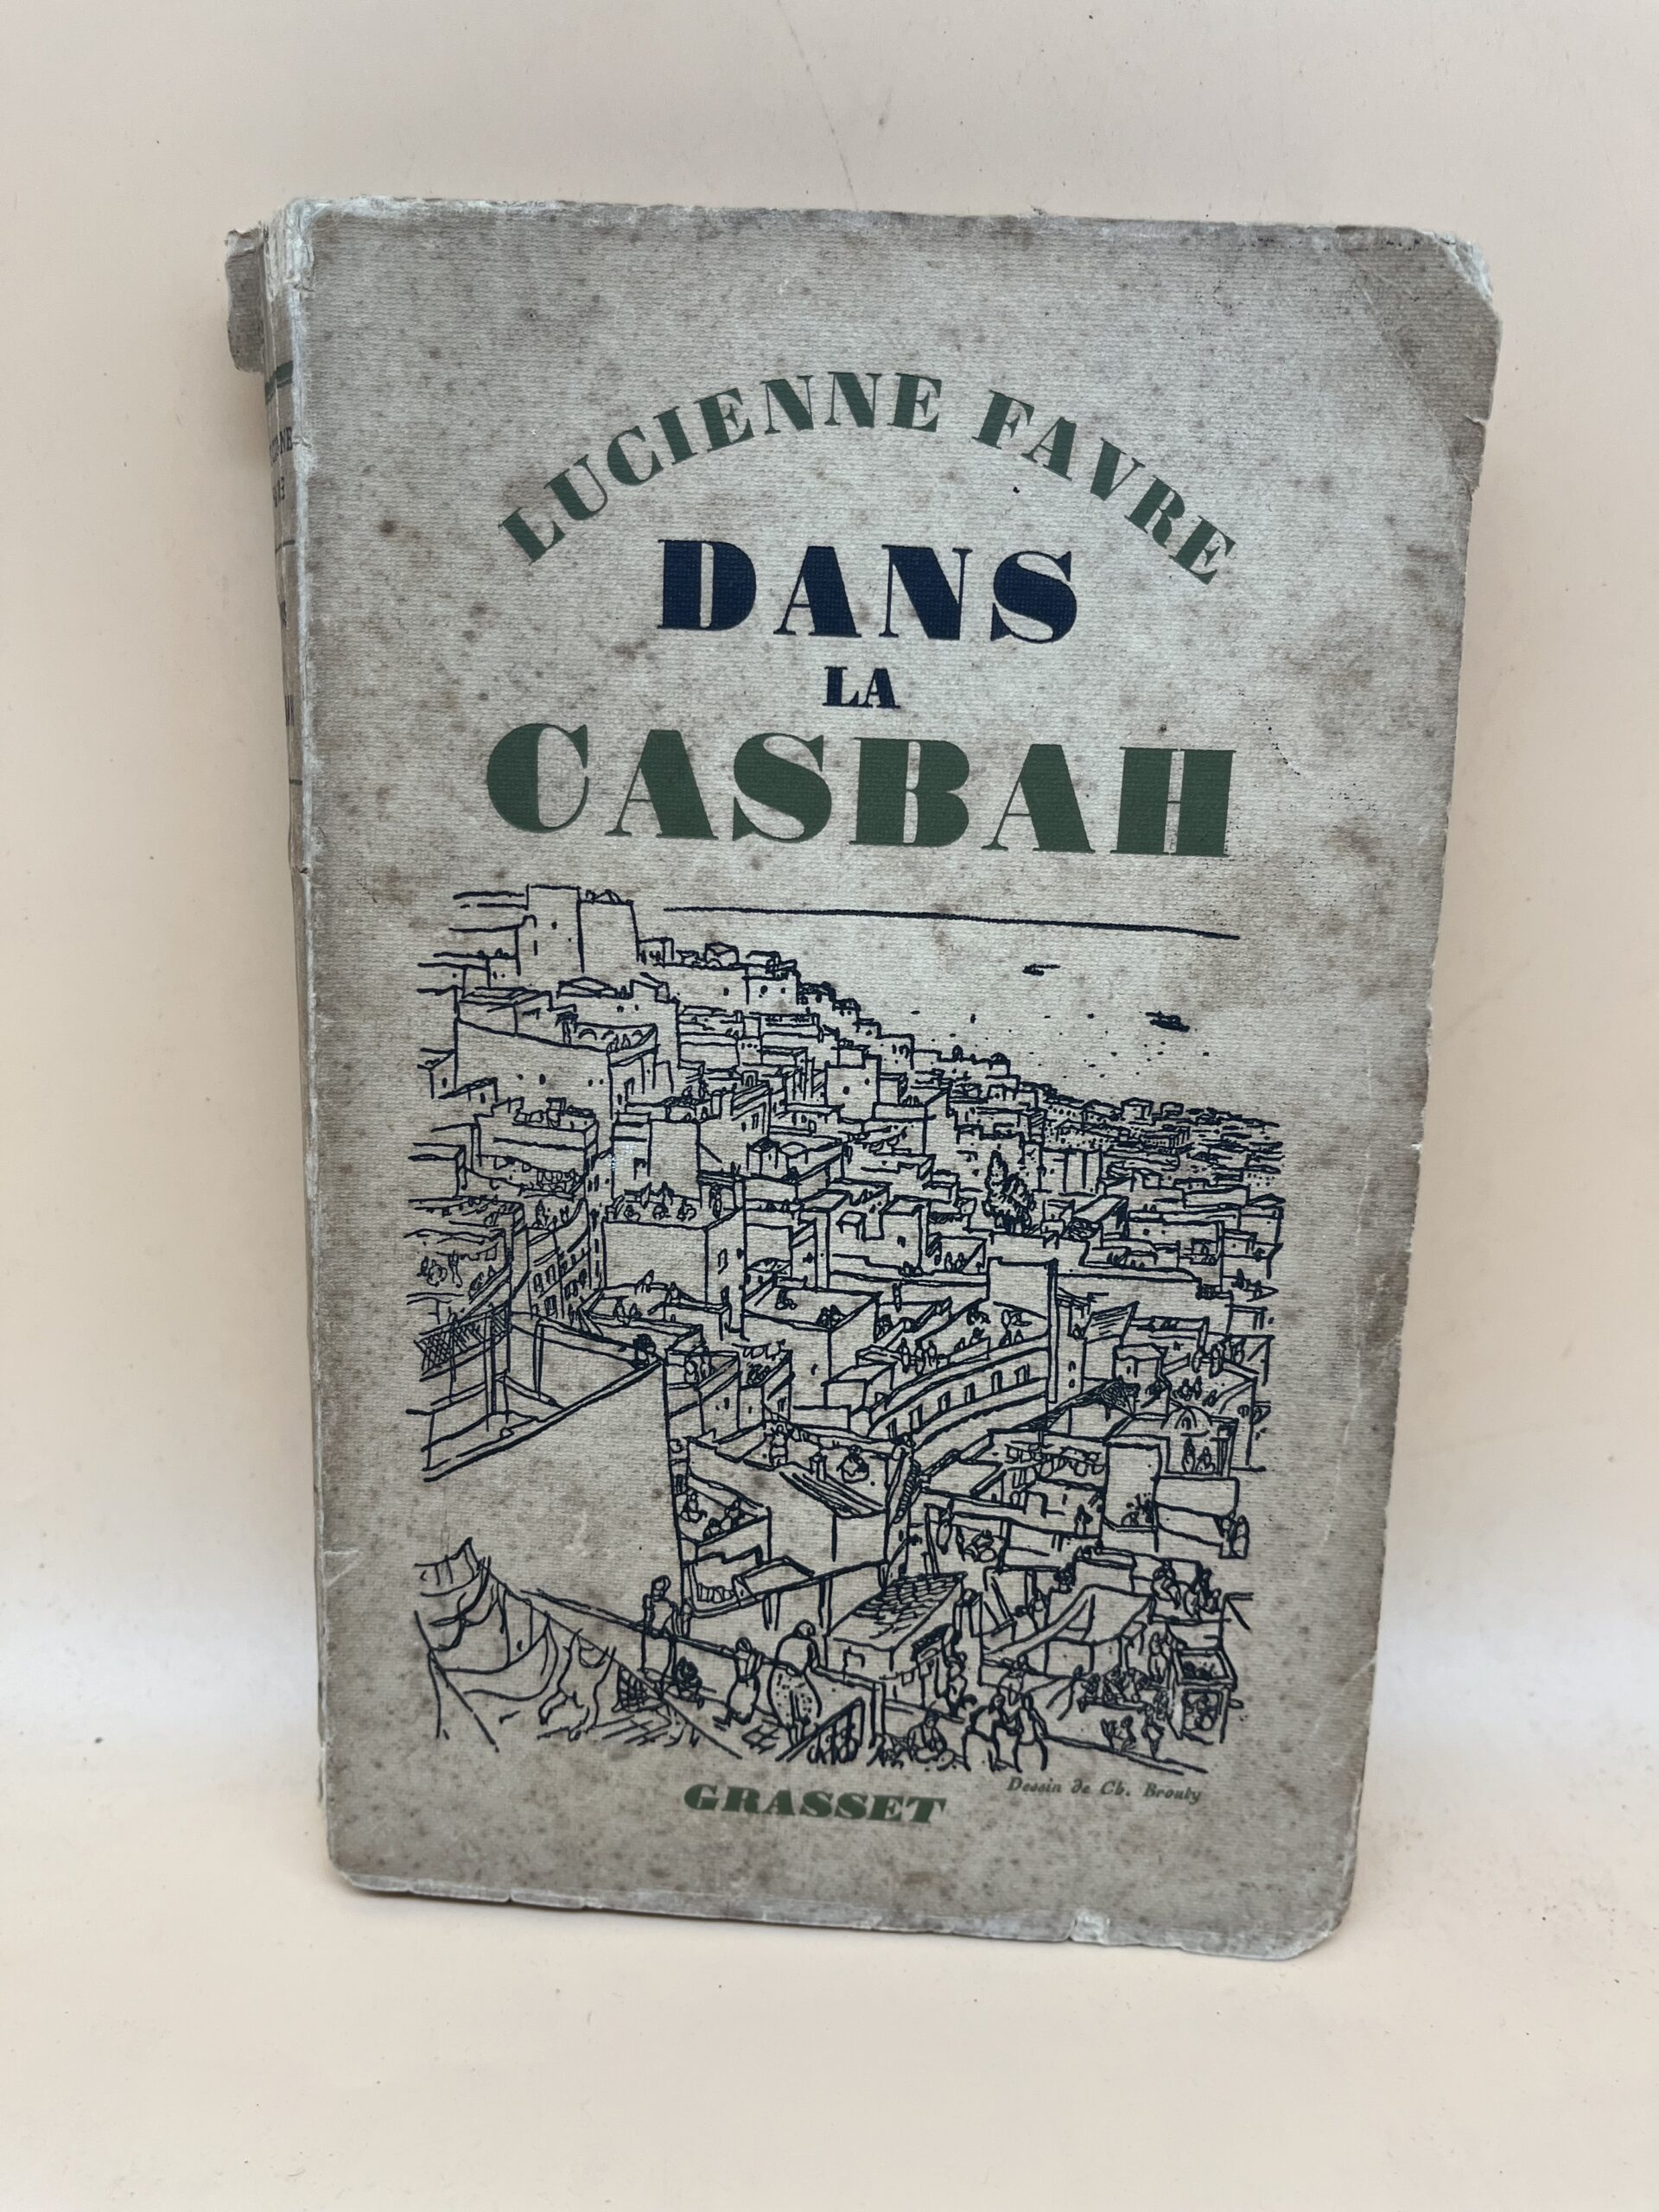 LUCIENNE FAVRE
DANS
LA
CASBAH
GRASSET
Dessin de Ch. Brouty